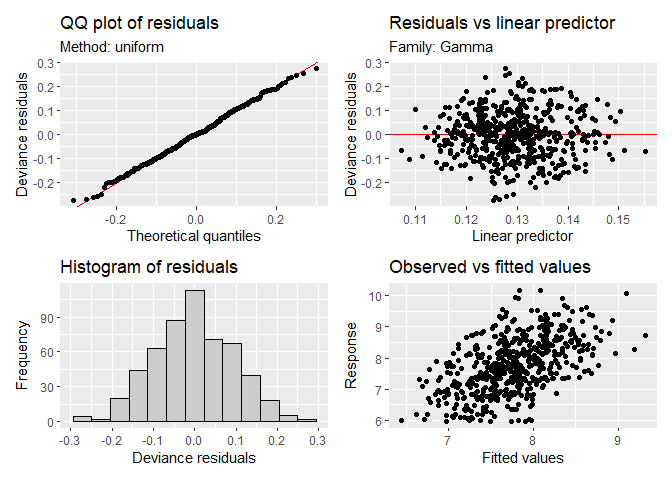 QQ plot of residuals
Method: uniform
Deviance residuals
0.3
0.2
0.1
0.0
-0.1
-0.2
-0.2
0.0
0.2
Theoretical quantiles
Residuals vs linear predictor
Family: Gamma
Deviance residuals
0.3
0.2
0.1
0.0
-0.1
-0.2
0.11
0.12
0.13
0.14
0.15
Linear predictor
Histogram of residuals
Frequency
90
60
30
0
-0.3
-0.2
-0.1
0.0
0.1
0.2
0.3
Deviance residuals
Observed vs fitted values
Response
10
9
8
7
6
7
8
9
Fitted values